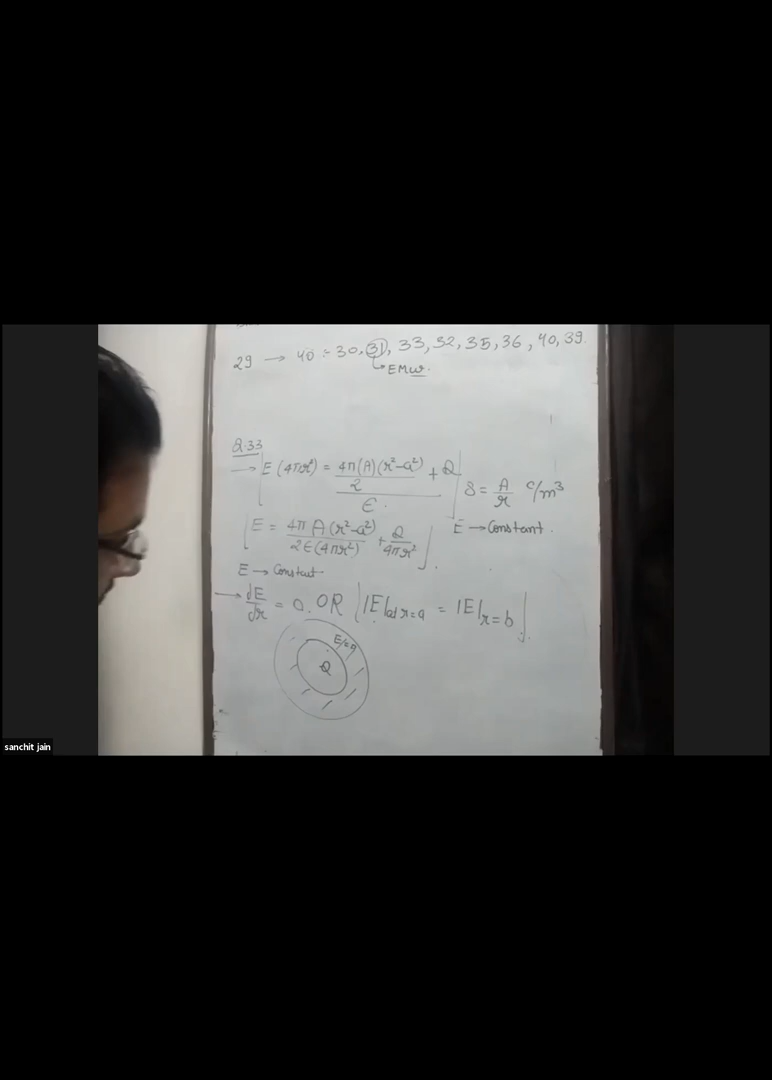 29 → 40 ÷ 30, 31, 33, 32, 35, 36, 40, 39.
↳ EMW.
Q.33
→ E (4πr²) = 4π(A)(r²-a²) / 2 + Q / ε. δ = A/r C/m³
E = 4π A (r²-a²) / 2ε(4πr²) + Q / 4πr² . E → Constant.
E → Constant
→ dE/dr = 0. OR |E|at r=a = |E|r=b
Q
sanchit jain